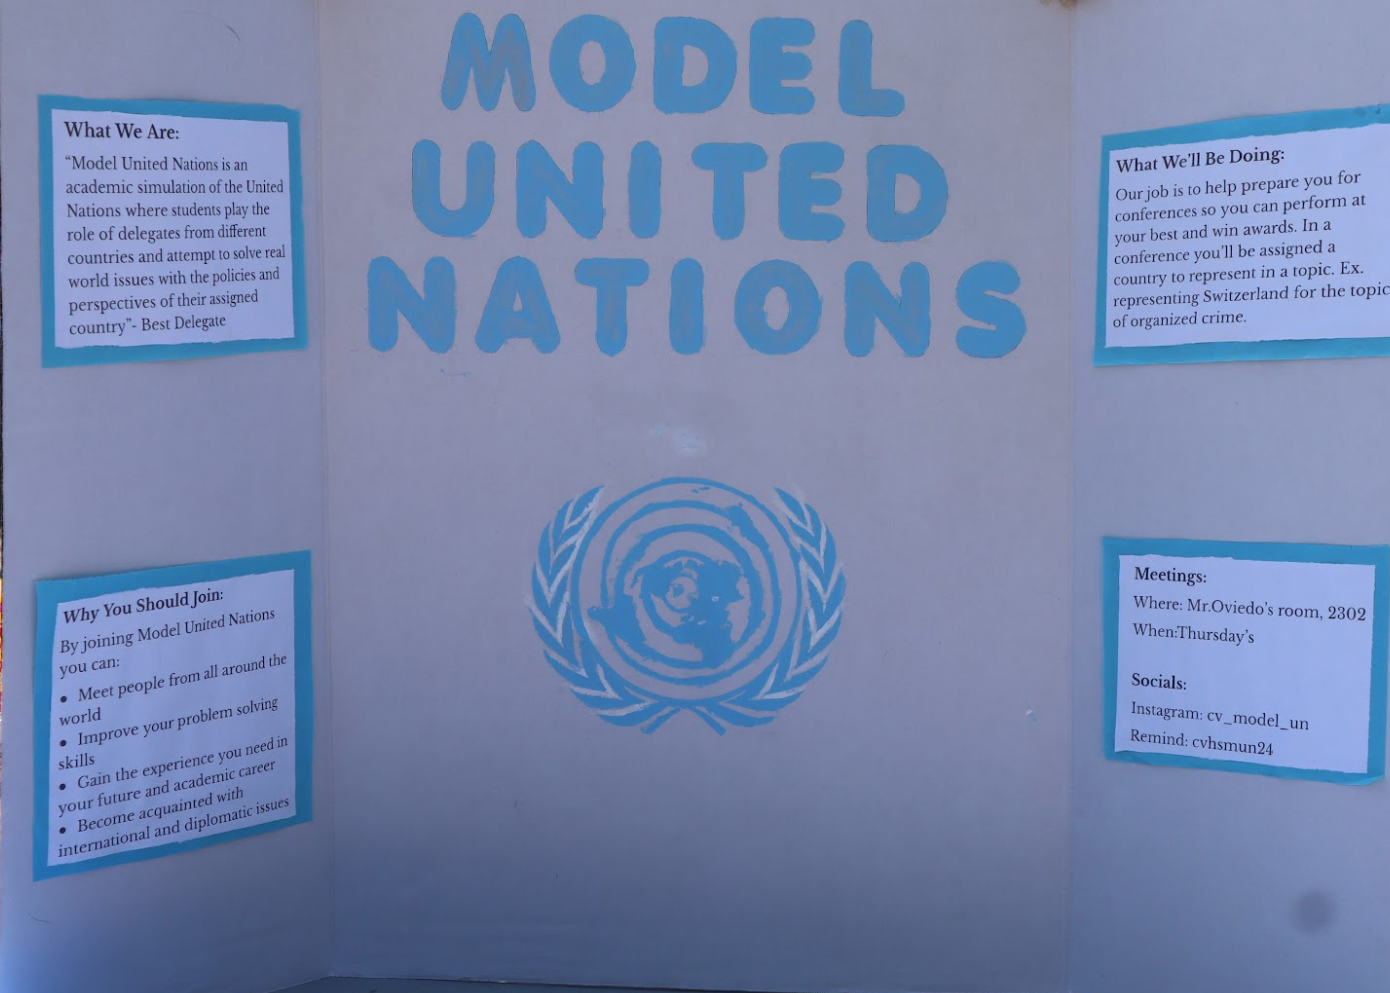 MODEL
UNITED
NATIONS
What We Are:
“Model United Nations is an
academic simulation of the United
Nations where students play the
role of delegates from different
countries and attempt to solve real
world issues with the policies and
perspectives of their assigned
country”- Best Delegate
Why You Should Join:
By joining Model United Nations
you can:
• Meet people from all around the
world
• Improve your problem solving
skills
• Gain the experience you need in
your future and academic career
• Become acquainted with
international and diplomatic issues
What We'll Be Doing:
Our job is to help prepare you for
conferences so you can perform at
your best and win awards. In a
conference you'll be assigned a
country to represent in a topic. Ex.
representing Switzerland for the topic
of organized crime.
Meetings:
Where: Mr.Oviedo's room, 2302
When:Thursday's
Socials:
Instagram: cv_model_un
Remind: cvhsmun24